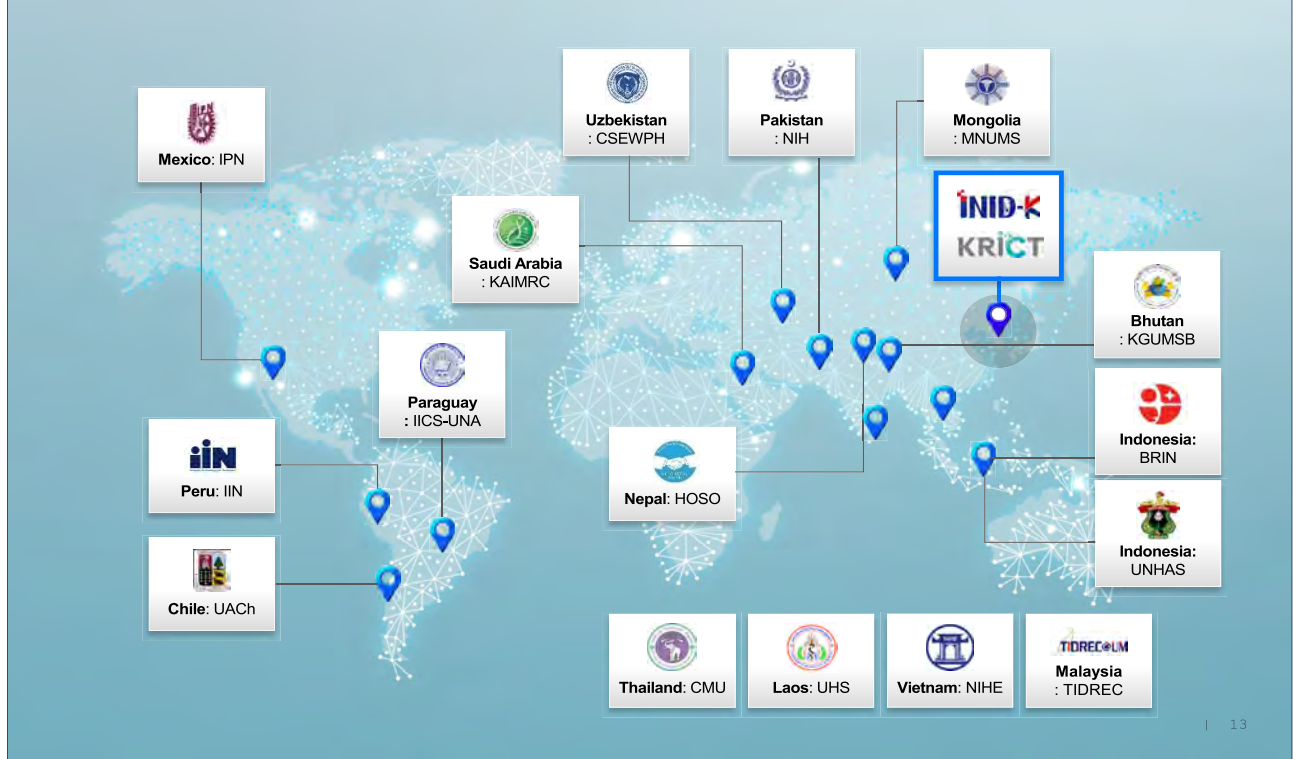 Uzbekistan
: CSEWPH
Pakistan
: NIH
Mongolia
: MNUMS
IPN
Mexico: IPN
iNID-K
KRICT
Saudi Arabia
: KAIMRC
Bhutan
: KGUMSB
Paraguay
: IICS-UNA
Indonesia:
BRIN
iiN
Peru: IIN
Nepal: HOSO
Indonesia:
UNHAS
Chile: UACh
Thailand: CMU
Laos: UHS
Vietnam: NIHE
TIDREC@UM
Malaysia
: TIDREC
| 13